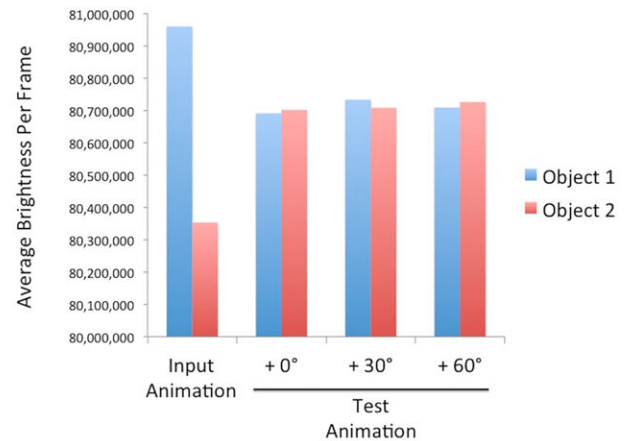 Average Brightness Per Frame
81,000,000
80,900,000
80,800,000
80,700,000
80,600,000
80,500,000
80,400,000
80,300,000
80,200,000
80,100,000
80,000,000
Input
Animation
+ 0°
+ 30°
+ 60°
Test
Animation
Object 1
Object 2